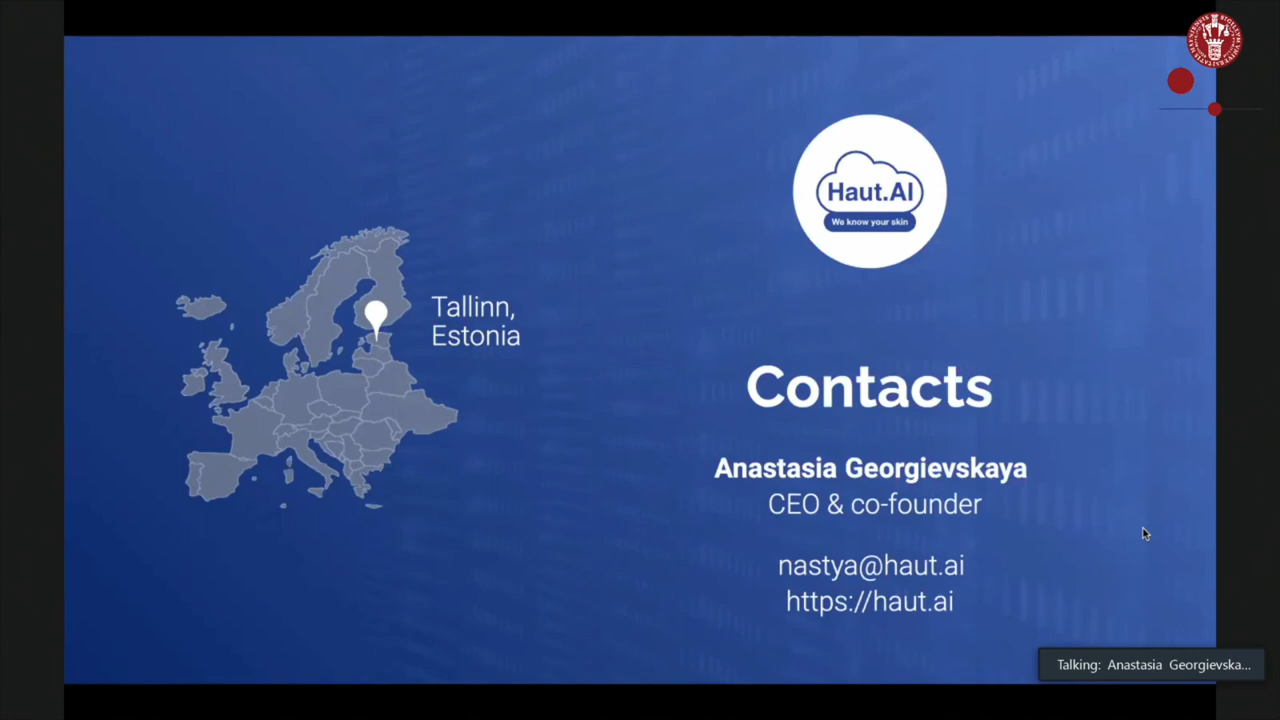 Haut.AI
We know your skin
Tallinn,
Estonia
Contacts
Anastasia Georgievskaya
CEO & co-founder
nastya@haut.ai
https://haut.ai
Talking: Anastasia Georgievska...